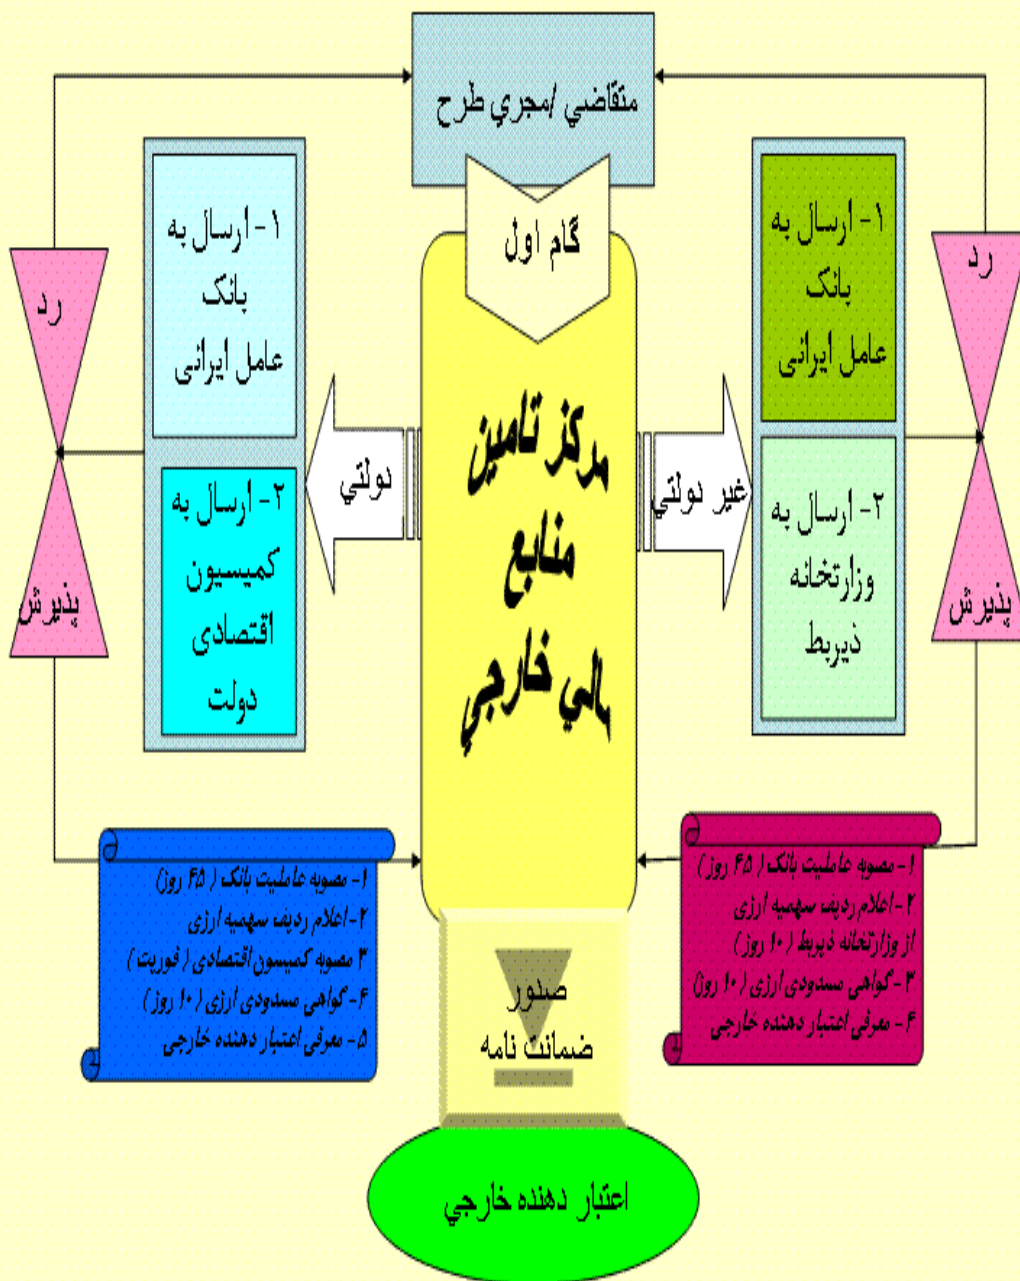 متقاضي /مجري طرح
گام اول
۱- ارسال به
بانک
عامل ایرانی
۲- ارسال به
وزارتخانه
ذیربط
رد
پذیرش
غیر دولتي
مرکز تامین
منابع
مالي خارجي
دولتي
۱- ارسال به
بانک
عامل ایرانی
۲- ارسال به
کمیسیون
اقتصادی
دولت
رد
پذیرش
۱- مصوبه عاملیت بانک ( ۴۵ روز )
۲-اعلام ردیف سهمیه ارزی
از وزارتخانه ذیربط ( ۱۰ روز )
۳-گواهی مسدودی ارزی ( ۱۰ روز)
۴- معرفی اعتبار دهنده خارجی
۱- مصوبه عاملیت بانک ( ۴۵ روز)
۲-اعلام ردیف سهمیه ارزی
۳ مصوبه کمیسون اقتصادی ( فوریت )
۴- گواهی مسدودی ارزی ( ۱۰ روز )
۵- معرفی اعتبار دهنده خارجی
صدور
ضمانت نامه
اعتبار دهنده خارجي